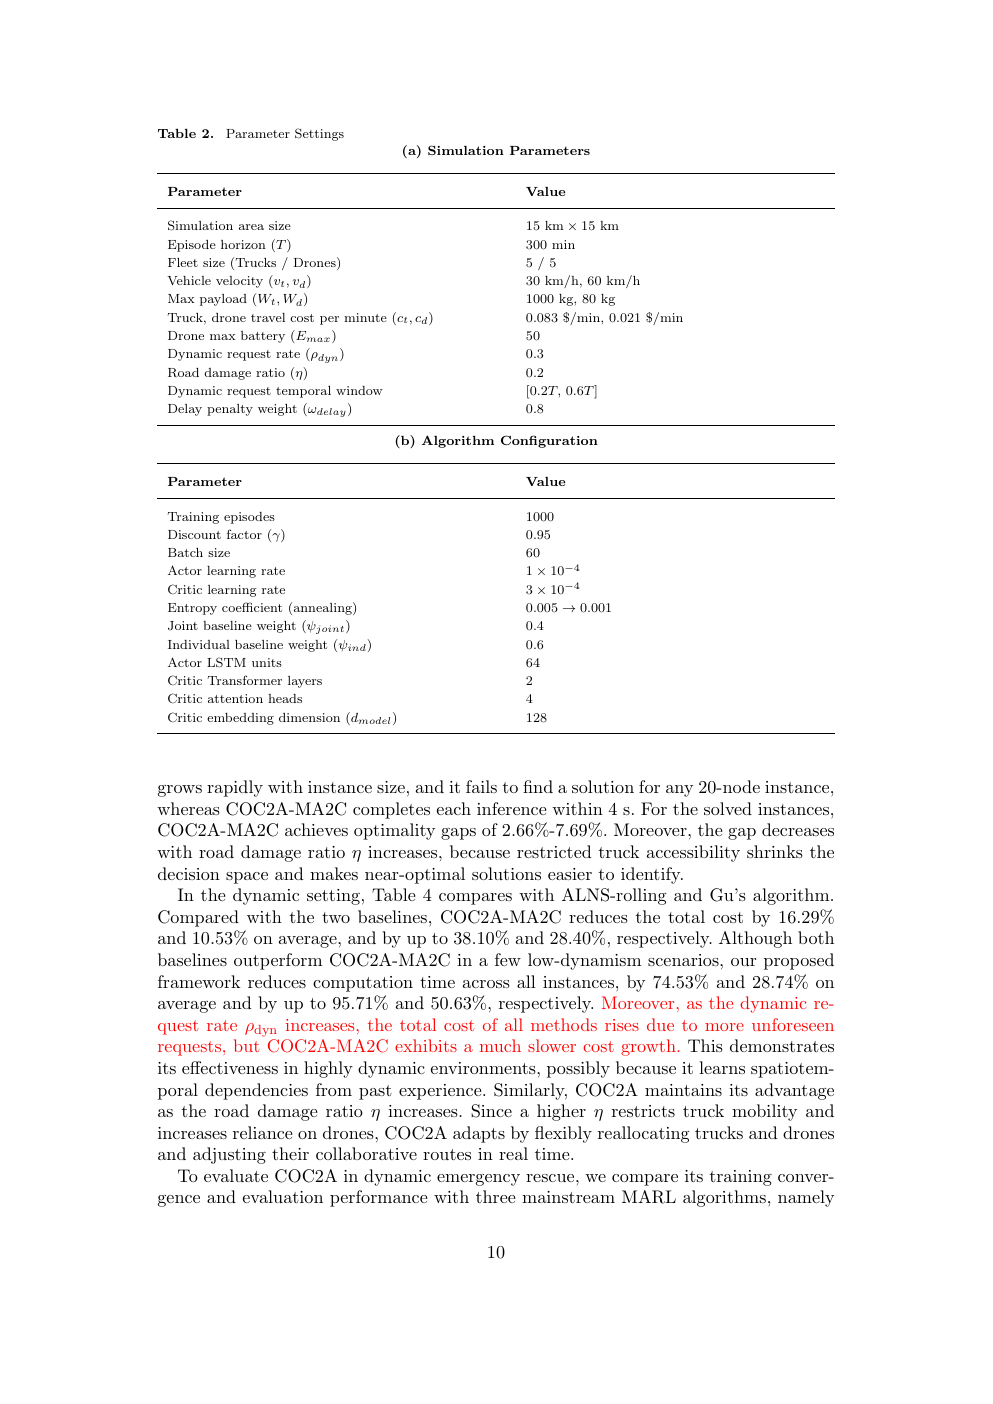 Table 2. Parameter Settings
(a) Simulation Parameters
Parameter Value
Simulation area size 15 km × 15 km
Episode horizon (T) 300 min
Fleet size (Trucks / Drones) 5 / 5
Vehicle velocity (v_t, v_d) 30 km/h, 60 km/h
Max payload (W_t, W_d) 1000 kg, 80 kg
Truck, drone travel cost per minute (c_t, c_d) 0.083 $/min, 0.021 $/min
Drone max battery (E_max) 50
Dynamic request rate (ρ_dyn) 0.3
Road damage ratio (η) 0.2
Dynamic request temporal window [0.2T, 0.6T]
Delay penalty weight (ω_delay) 0.8
(b) Algorithm Configuration
Parameter Value
Training episodes 1000
Discount factor (γ) 0.95
Batch size 60
Actor learning rate 1 × 10⁻⁴
Critic learning rate 3 × 10⁻⁴
Entropy coefficient (annealing) 0.005 → 0.001
Joint baseline weight (ψ_joint) 0.4
Individual baseline weight (ψ_ind) 0.6
Actor LSTM units 64
Critic Transformer layers 2
Critic attention heads 4
Critic embedding dimension (d_model) 128
grows rapidly with instance size, and it fails to find a solution for any 20-node instance,
whereas COC2A-MA2C completes each inference within 4 s. For the solved instances,
COC2A-MA2C achieves optimality gaps of 2.66%-7.69%. Moreover, the gap decreases
with road damage ratio η increases, because restricted truck accessibility shrinks the
decision space and makes near-optimal solutions easier to identify.
In the dynamic setting, Table 4 compares with ALNS-rolling and Gu's algorithm.
Compared with the two baselines, COC2A-MA2C reduces the total cost by 16.29%
and 10.53% on average, and by up to 38.10% and 28.40%, respectively. Although both
baselines outperform COC2A-MA2C in a few low-dynamism scenarios, our proposed
framework reduces computation time across all instances, by 74.53% and 28.74% on
average and by up to 95.71% and 50.63%, respectively. Moreover, as the dynamic re-
quest rate ρ_dyn increases, the total cost of all methods rises due to more unforeseen
requests, but COC2A-MA2C exhibits a much slower cost growth. This demonstrates
its effectiveness in highly dynamic environments, possibly because it learns spatiotem-
poral dependencies from past experience. Similarly, COC2A maintains its advantage
as the road damage ratio η increases. Since a higher η restricts truck mobility and
increases reliance on drones, COC2A adapts by flexibly reallocating trucks and drones
and adjusting their collaborative routes in real time.
To evaluate COC2A in dynamic emergency rescue, we compare its training conver-
gence and evaluation performance with three mainstream MARL algorithms, namely
10